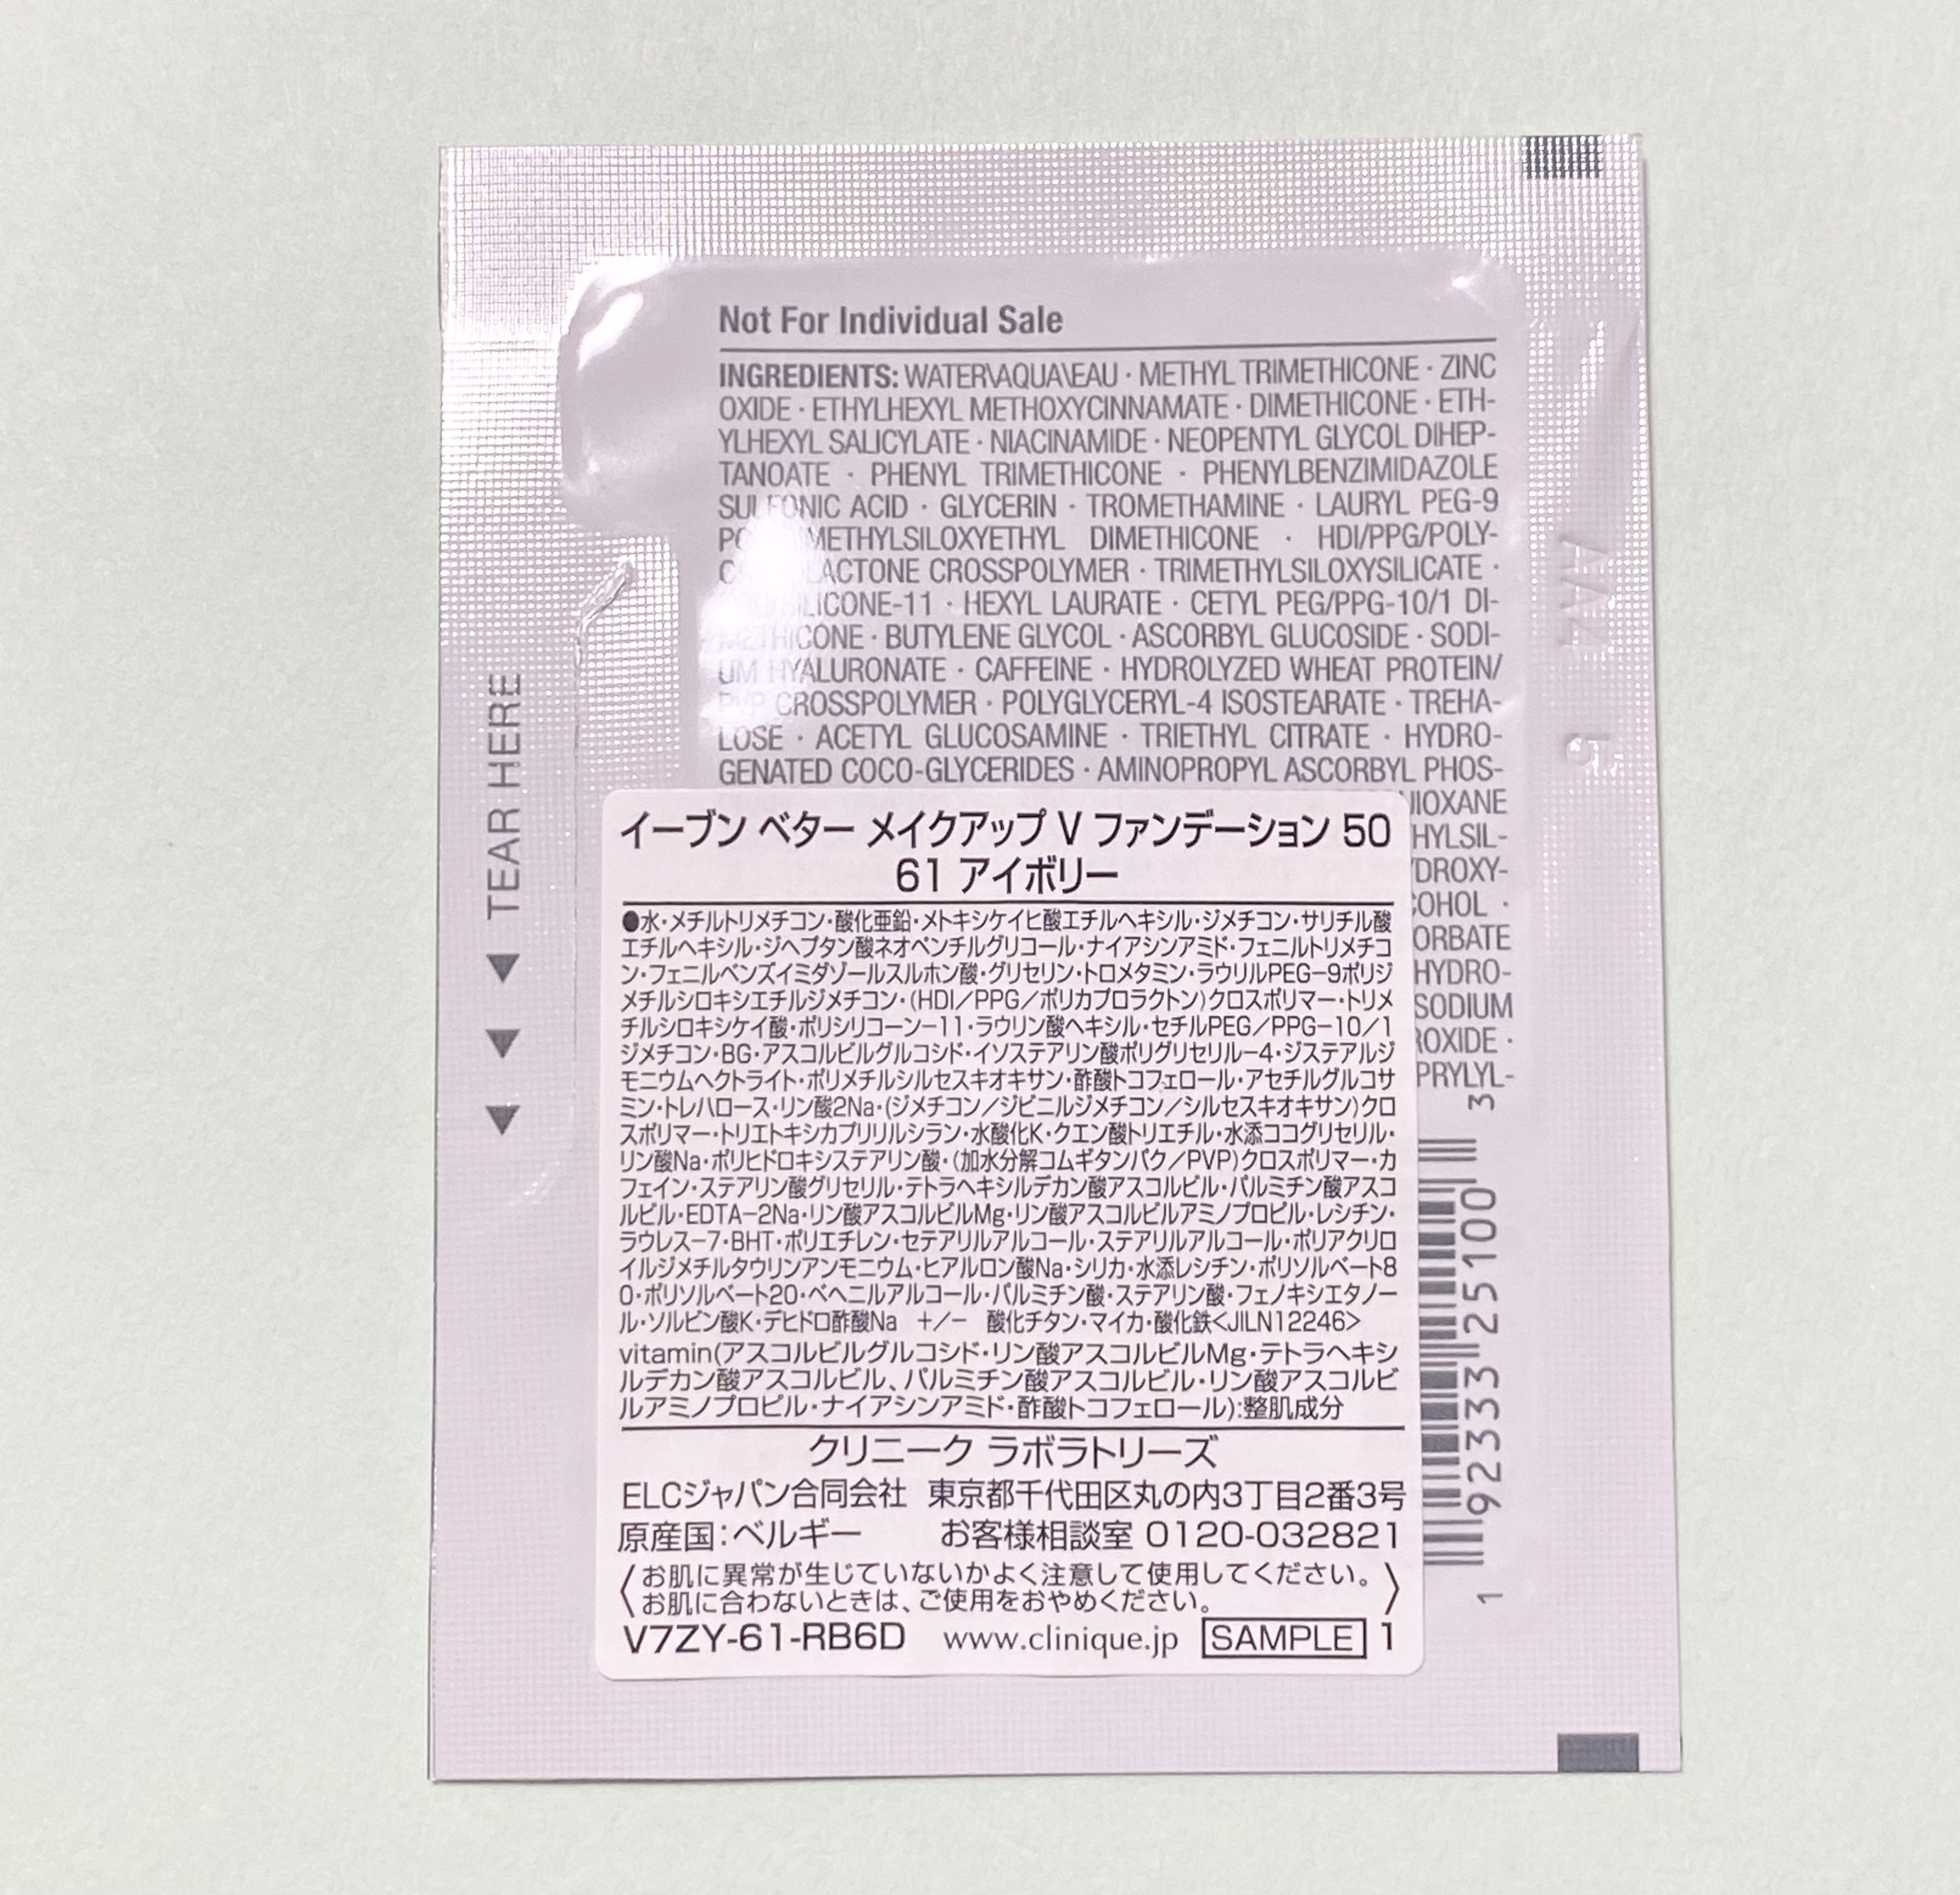 Not For Individual Sale
INGREDIENTS: WATER\AQUA\EAU · METHYL TRIMETHICONE · ZINC
OXIDE · ETHYLHEXYL METHOXYCINNAMATE · DIMETHICONE · ETH-
YLHEXYL SALICYLATE · NIACINAMIDE · NEOPENTYL GLYCOL DIHEP-
TANOATE · PHENYL TRIMETHICONE · PHENYLBENZIMIDAZOLE
SULFONIC ACID · GLYCERIN · TROMETHAMINE · LAURYL PEG-9
METHYLSILOXYETHYL DIMETHICONE · HDI/PPG/POLY-
LACTONE CROSSPOLYMER · TRIMETHYLSILOXYSILICATE ·
SILICONE-11 · HEXYL LAURATE · CETYL PEG/PPG-10/1 DI-
METHICONE · BUTYLENE GLYCOL · ASCORBYL GLUCOSIDE · SODI-
UM HYALURONATE · CAFFEINE · HYDROLYZED WHEAT PROTEIN/
PVP CROSSPOLYMER · POLYGLYCERYL-4 ISOSTEARATE · TREHA-
LOSE · ACETYL GLUCOSAMINE · TRIETHYL CITRATE · HYDRO-
GENATED COCO-GLYCERIDES · AMINOPROPYL ASCORBYL PHOS-
IOXANE
HYLSIL-
DROXY-
COHOL ·
ORBATE
HYDRO-
SODIUM
ROXIDE ·
PRYLYL-
TEAR HERE
イーブン ベター メイクアップ V ファンデーション 50
61 アイボリー
●水・メチルトリメチコン・酸化亜鉛・メトキシケイヒ酸エチルヘキシル・ジメチコン・サリチル酸
エチルヘキシル・ジヘプタン酸ネオペンチルグリコール・ナイアシンアミド・フェニルトリメチコ
ン・フェニルベンズイミダゾールスルホン酸・グリセリン・トロメタミン・ラウリルPEG-9ポリジ
メチルシロキシエチルジメチコン・(HDI/PPG/ポリカプロラクトン)クロスポリマー・トリメ
チルシロキシケイ酸・ポリシリコーン-11・ラウリン酸ヘキシル・セチルPEG/PPG-10/1
ジメチコン・BG・アスコルビルグルコシド・イソステアリン酸ポリグリセリル-4・ジステアルジ
モニウムヘクトライト・ポリメチルシルセスキオキサン・酢酸トコフェロール・アセチルグルコサ
ミン・トレハロース・リン酸2Na・(ジメチコン/ジビニルジメチコン/シルセスキオキサン)クロ
スポリマー・トリエトキシカプリリルシラン・水酸化K・クエン酸トリエチル・水添ココグリセリル・
リン酸Na・ポリヒドロキシステアリン酸・(加水分解コムギタンパク/PVP)クロスポリマー・カ
フェイン・ステアリン酸グリセリル・テトラヘキシルデカン酸アスコルビル・パルミチン酸アスコ
ルビル・EDTA-2Na・リン酸アスコルビルMg・リン酸アスコルビルアミノプロピル・レシチン・
ラウレス-7・BHT・ポリエチレン・セテアリルアルコール・ステアリルアルコール・ポリアクリロ
イルジメチルタウリンアンモニウム・ヒアルロン酸Na・シリカ・水添レシチン・ポリソルベート8
0・ポリソルベート20・ベヘニルアルコール・パルミチン酸・ステアリン酸・フェノキシエタノー
ル・ソルビン酸K・デヒドロ酢酸Na +/- 酸化チタン・マイカ・酸化鉄<JILN12246>
vitamin(アスコルビルグルコシド・リン酸アスコルビルMg・テトラヘキシ
ルデカン酸アスコルビル、パルミチン酸アスコルビル・リン酸アスコルビ
ルアミノプロピル・ナイアシンアミド・酢酸トコフェロール):整肌成分
クリニーク ラボラトリーズ
ELCジャパン合同会社 東京都千代田区丸の内3丁目2番3号
原産国:ベルギー お客様相談室 0120-032821
〈お肌に異常が生じていないかよく注意して使用してください。
お肌に合わないときは、ご使用をおやめください。〉
V7ZY-61-RB6D www.clinique.jp SAMPLE 1
1 92333 25100 3